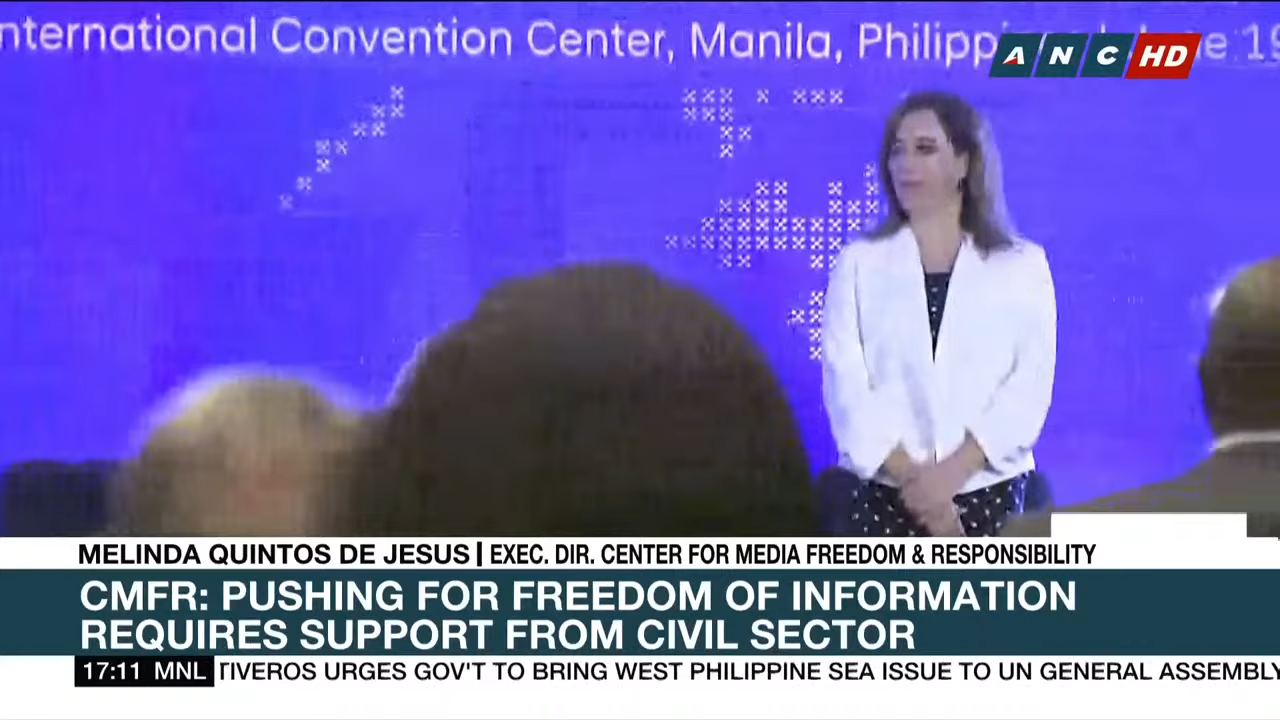 nternational Convention Center, Manila, Philipp
ANC HD
MELINDA QUINTOS DE JESUS | EXEC. DIR. CENTER FOR MEDIA FREEDOM & RESPONSIBILITY
CMFR: PUSHING FOR FREEDOM OF INFORMATION
REQUIRES SUPPORT FROM CIVIL SECTOR
17:11 MNL TIVEROS URGES GOV'T TO BRING WEST PHILIPPINE SEA ISSUE TO UN GENERAL ASSEMBLY